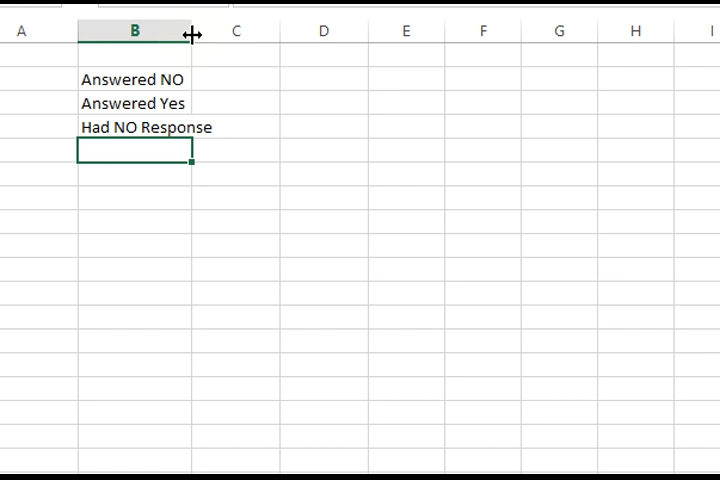 A B C D E F G H I
Answered NO
Answered Yes
Had NO Response